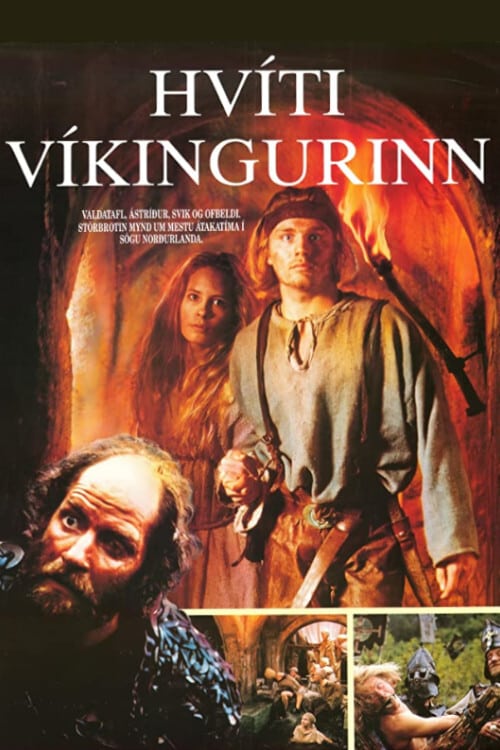 HVÍTI
VÍKINGURINN
VALDATAFL, ÁSTRÍÐUR, SVIK OG OFBELDI.
STÓRBROTIN MYND UM MESTU ÁTAKATÍMA Í
SÖGU NORÐURLANDA.